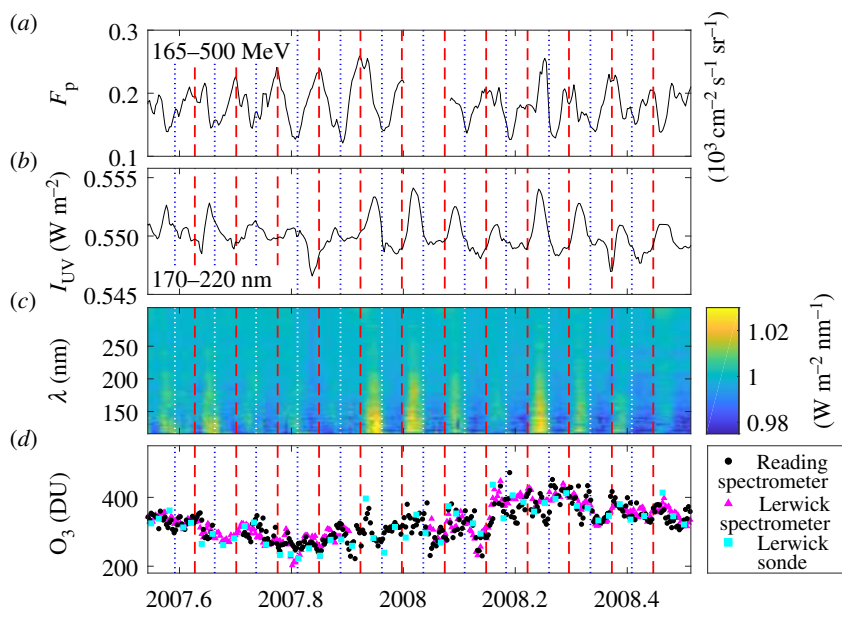 (a)
0.3
165–500 MeV
F_p
0.2
0.1
(10³ cm⁻² s⁻¹ sr⁻¹)
(b)
0.555
I_UV (W m⁻²)
0.550
170–220 nm
0.545
(c)
300
250
λ (nm)
200
150
1.02
1
0.98
(W m⁻² nm⁻¹)
(d)
O₃ (DU)
400
200
Reading
spectrometer
Lerwick
spectrometer
Lerwick
sonde
2007.6 2007.8 2008 2008.2 2008.4